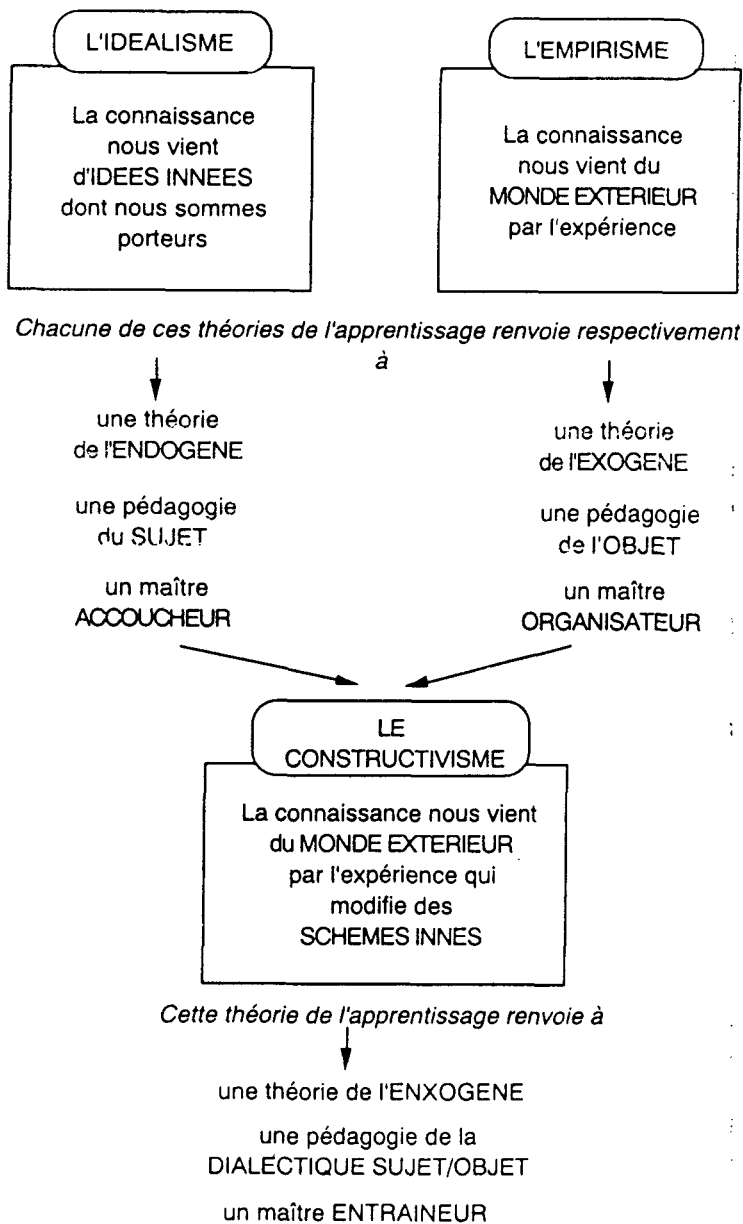 L'IDEALISME
La connaissance
nous vient
d'IDEES INNEES
dont nous sommes
porteurs
L'EMPIRISME
La connaissance
nous vient du
MONDE EXTERIEUR
par l'expérience
Chacune de ces théories de l'apprentissage renvoie respectivement
à
une théorie
de l'ENDOGENE
une pédagogie
du SUJET
un maître
ACCOUCHEUR
une théorie
de l'EXOGENE
une pédagogie
de l'OBJET
un maître
ORGANISATEUR
LE
CONSTRUCTIVISME
La connaissance nous vient
du MONDE EXTERIEUR
par l'expérience qui
modifie des
SCHEMES INNES
Cette théorie de l'apprentissage renvoie à
une théorie de l'ENXOGENE
une pédagogie de la
DIALECTIQUE SUJET/OBJET
un maître ENTRAINEUR